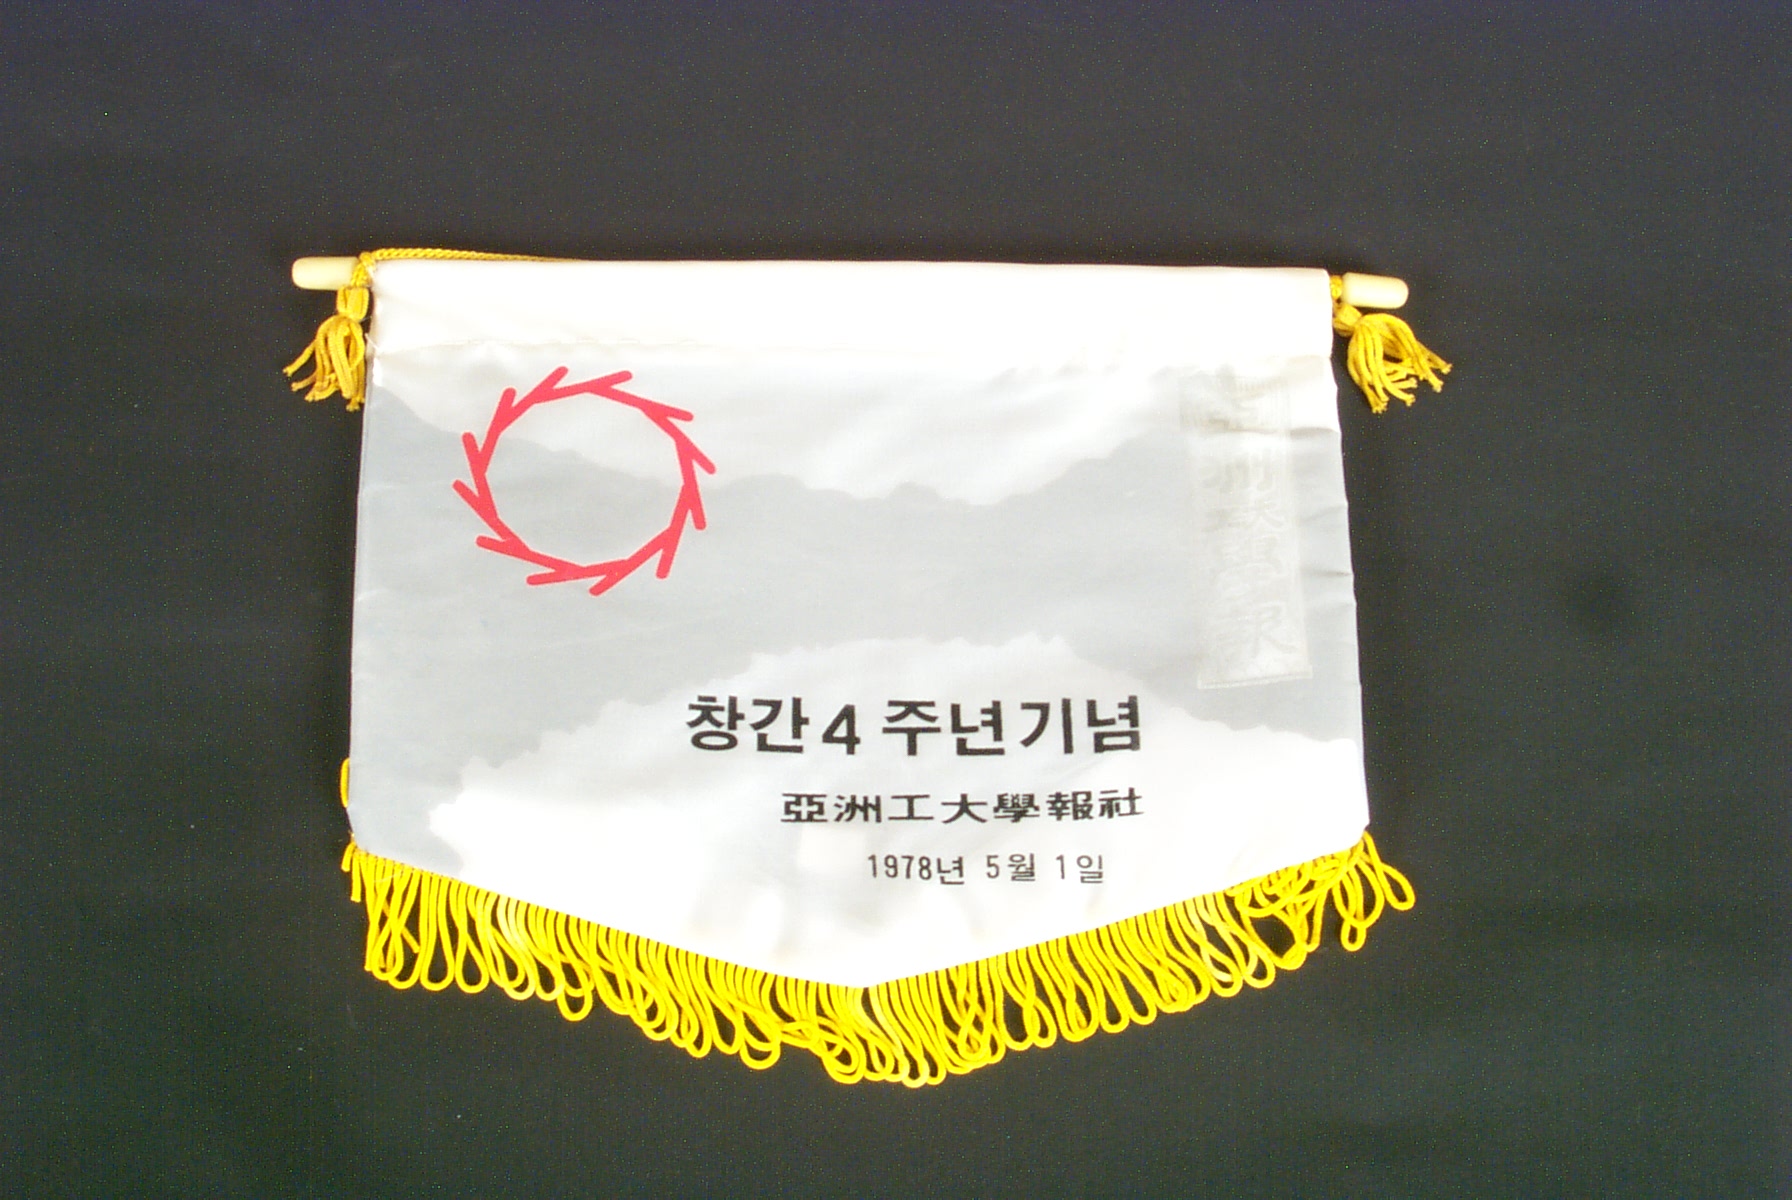 창간4주년기념
亞洲工大學報社
1978년 5월 1일